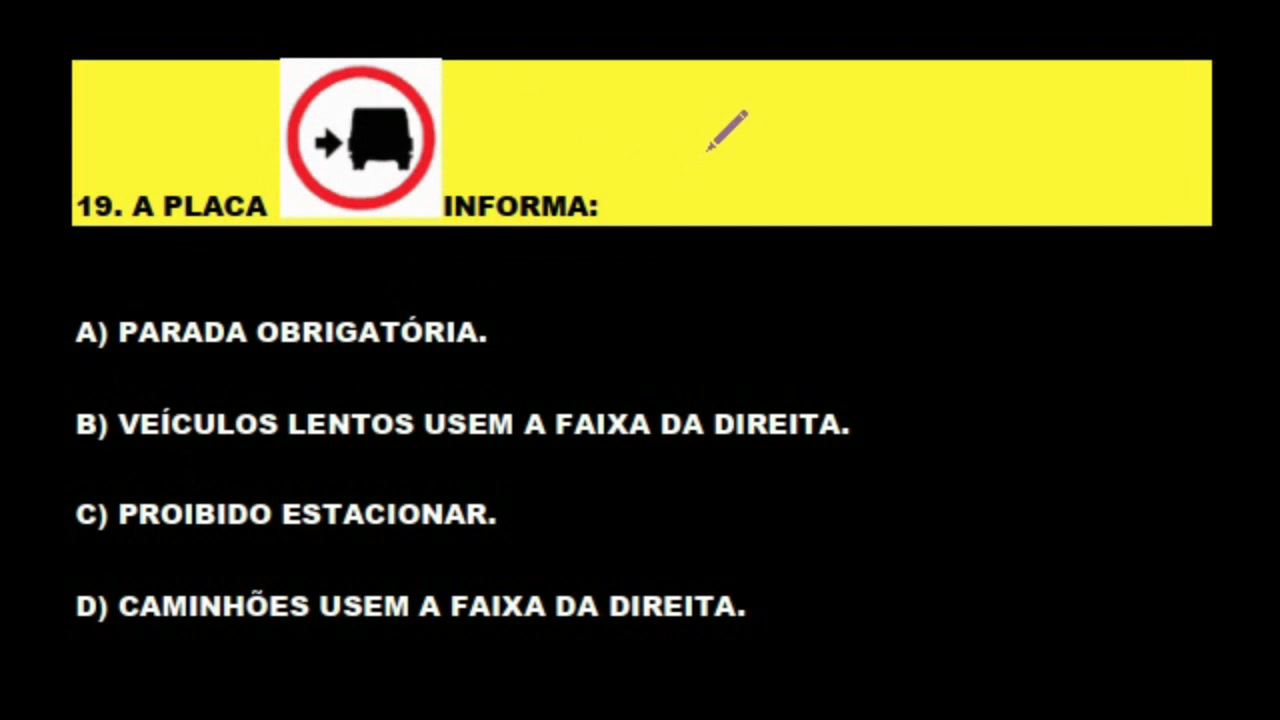 19. A PLACA INFORMA:
A) PARADA OBRIGATÓRIA.
B) VEÍCULOS LENTOS USEM A FAIXA DA DIREITA.
C) PROIBIDO ESTACIONAR.
D) CAMINHÕES USEM A FAIXA DA DIREITA.